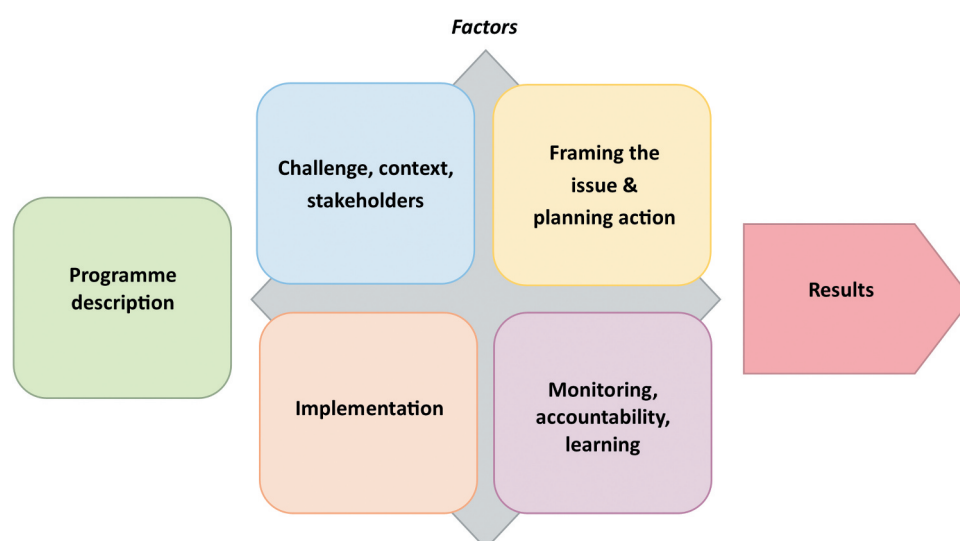 Factors
Programme
description
Challenge, context,
stakeholders
Framing the
issue &
planning action
Implementation
Monitoring,
accountability,
learning
Results